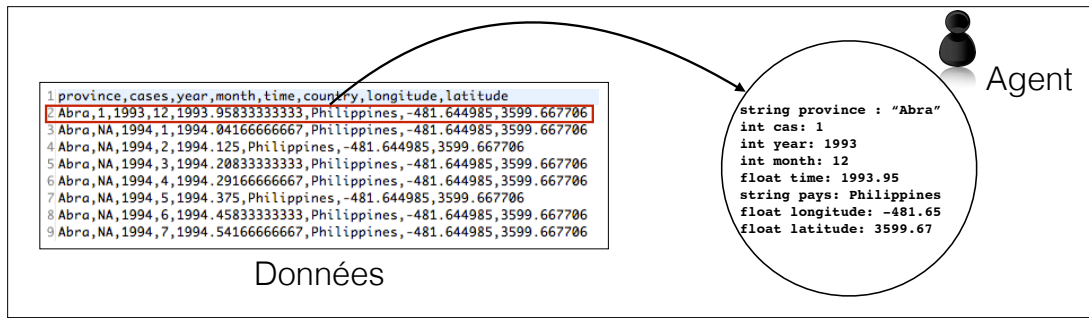 1 province,cases,year,month,time,country,longitude,latitude
2 Abra,1,1993,12,1993.95833333333,Philippines,-481.644985,3599.667706
3 Abra,NA,1994,1,1994.04166666667,Philippines,-481.644985,3599.667706
4 Abra,NA,1994,2,1994.125,Philippines,-481.644985,3599.667706
5 Abra,NA,1994,3,1994.20833333333,Philippines,-481.644985,3599.667706
6 Abra,NA,1994,4,1994.29166666667,Philippines,-481.644985,3599.667706
7 Abra,NA,1994,5,1994.375,Philippines,-481.644985,3599.667706
8 Abra,NA,1994,6,1994.45833333333,Philippines,-481.644985,3599.667706
9 Abra,NA,1994,7,1994.54166666667,Philippines,-481.644985,3599.667706
Données
Agent
string province : “Abra”
int cas: 1
int year: 1993
int month: 12
float time: 1993.95
string pays: Philippines
float longitude: -481.65
float latitude: 3599.67